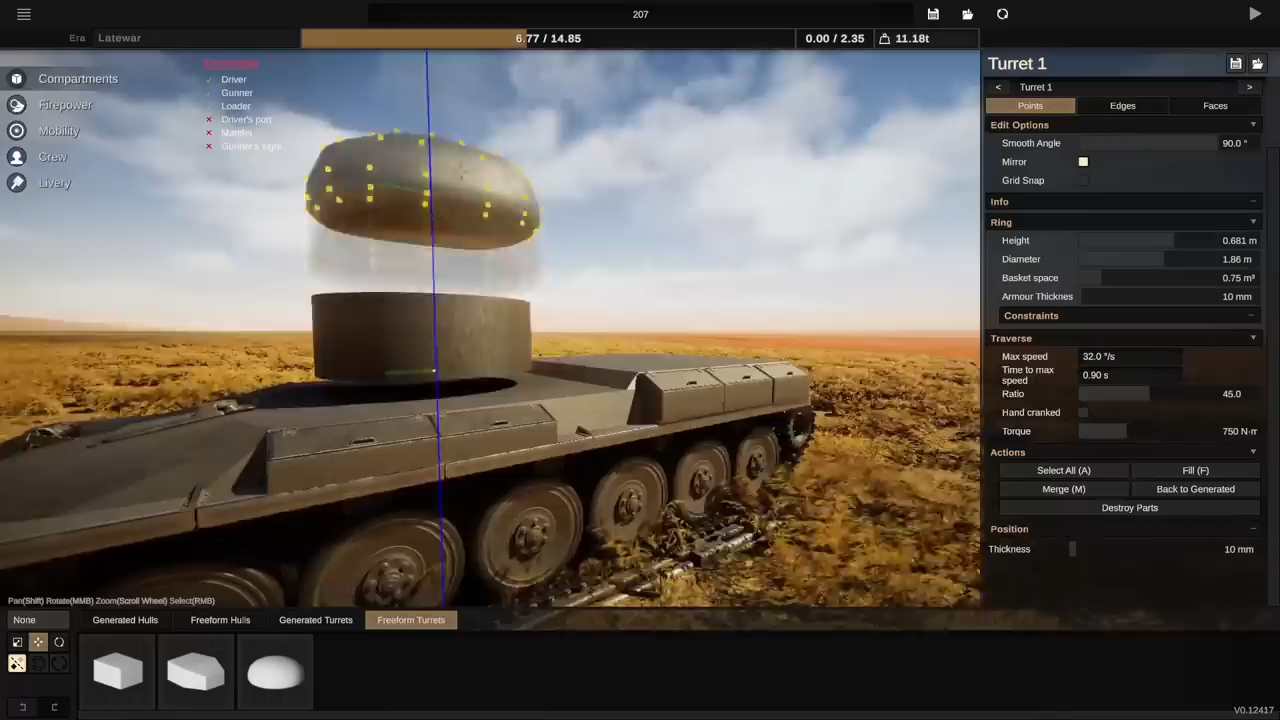 207
Era Latewar
6.77 / 14.85
0.00 / 2.35
11.18t
Compartments
Firepower
Mobility
Crew
Livery
Driver
Gunner
Loader
Driver's port
Mantlet
Gunner's sight
Turret 1
< Turret 1 >
Points Edges Faces
Edit Options
Smooth Angle 90.0 °
Mirror
Grid Snap
Info
Ring
Height 0.681 m
Diameter 1.86 m
Basket space 0.75 m³
Armour Thicknes 10 mm
Constraints
Traverse
Max speed 32.0 °/s
Time to max speed 0.90 s
Ratio 45.0
Hand cranked
Torque 750 N·m
Actions
Select All (A) Fill (F)
Merge (M) Back to Generated
Destroy Parts
Position
Thickness 10 mm
Pan(Shift) Rotate(MMB) Zoom(Scroll Wheel) Select(RMB)
None
Generated Hulls Freeform Hulls Generated Turrets Freeform Turrets
V0.12417